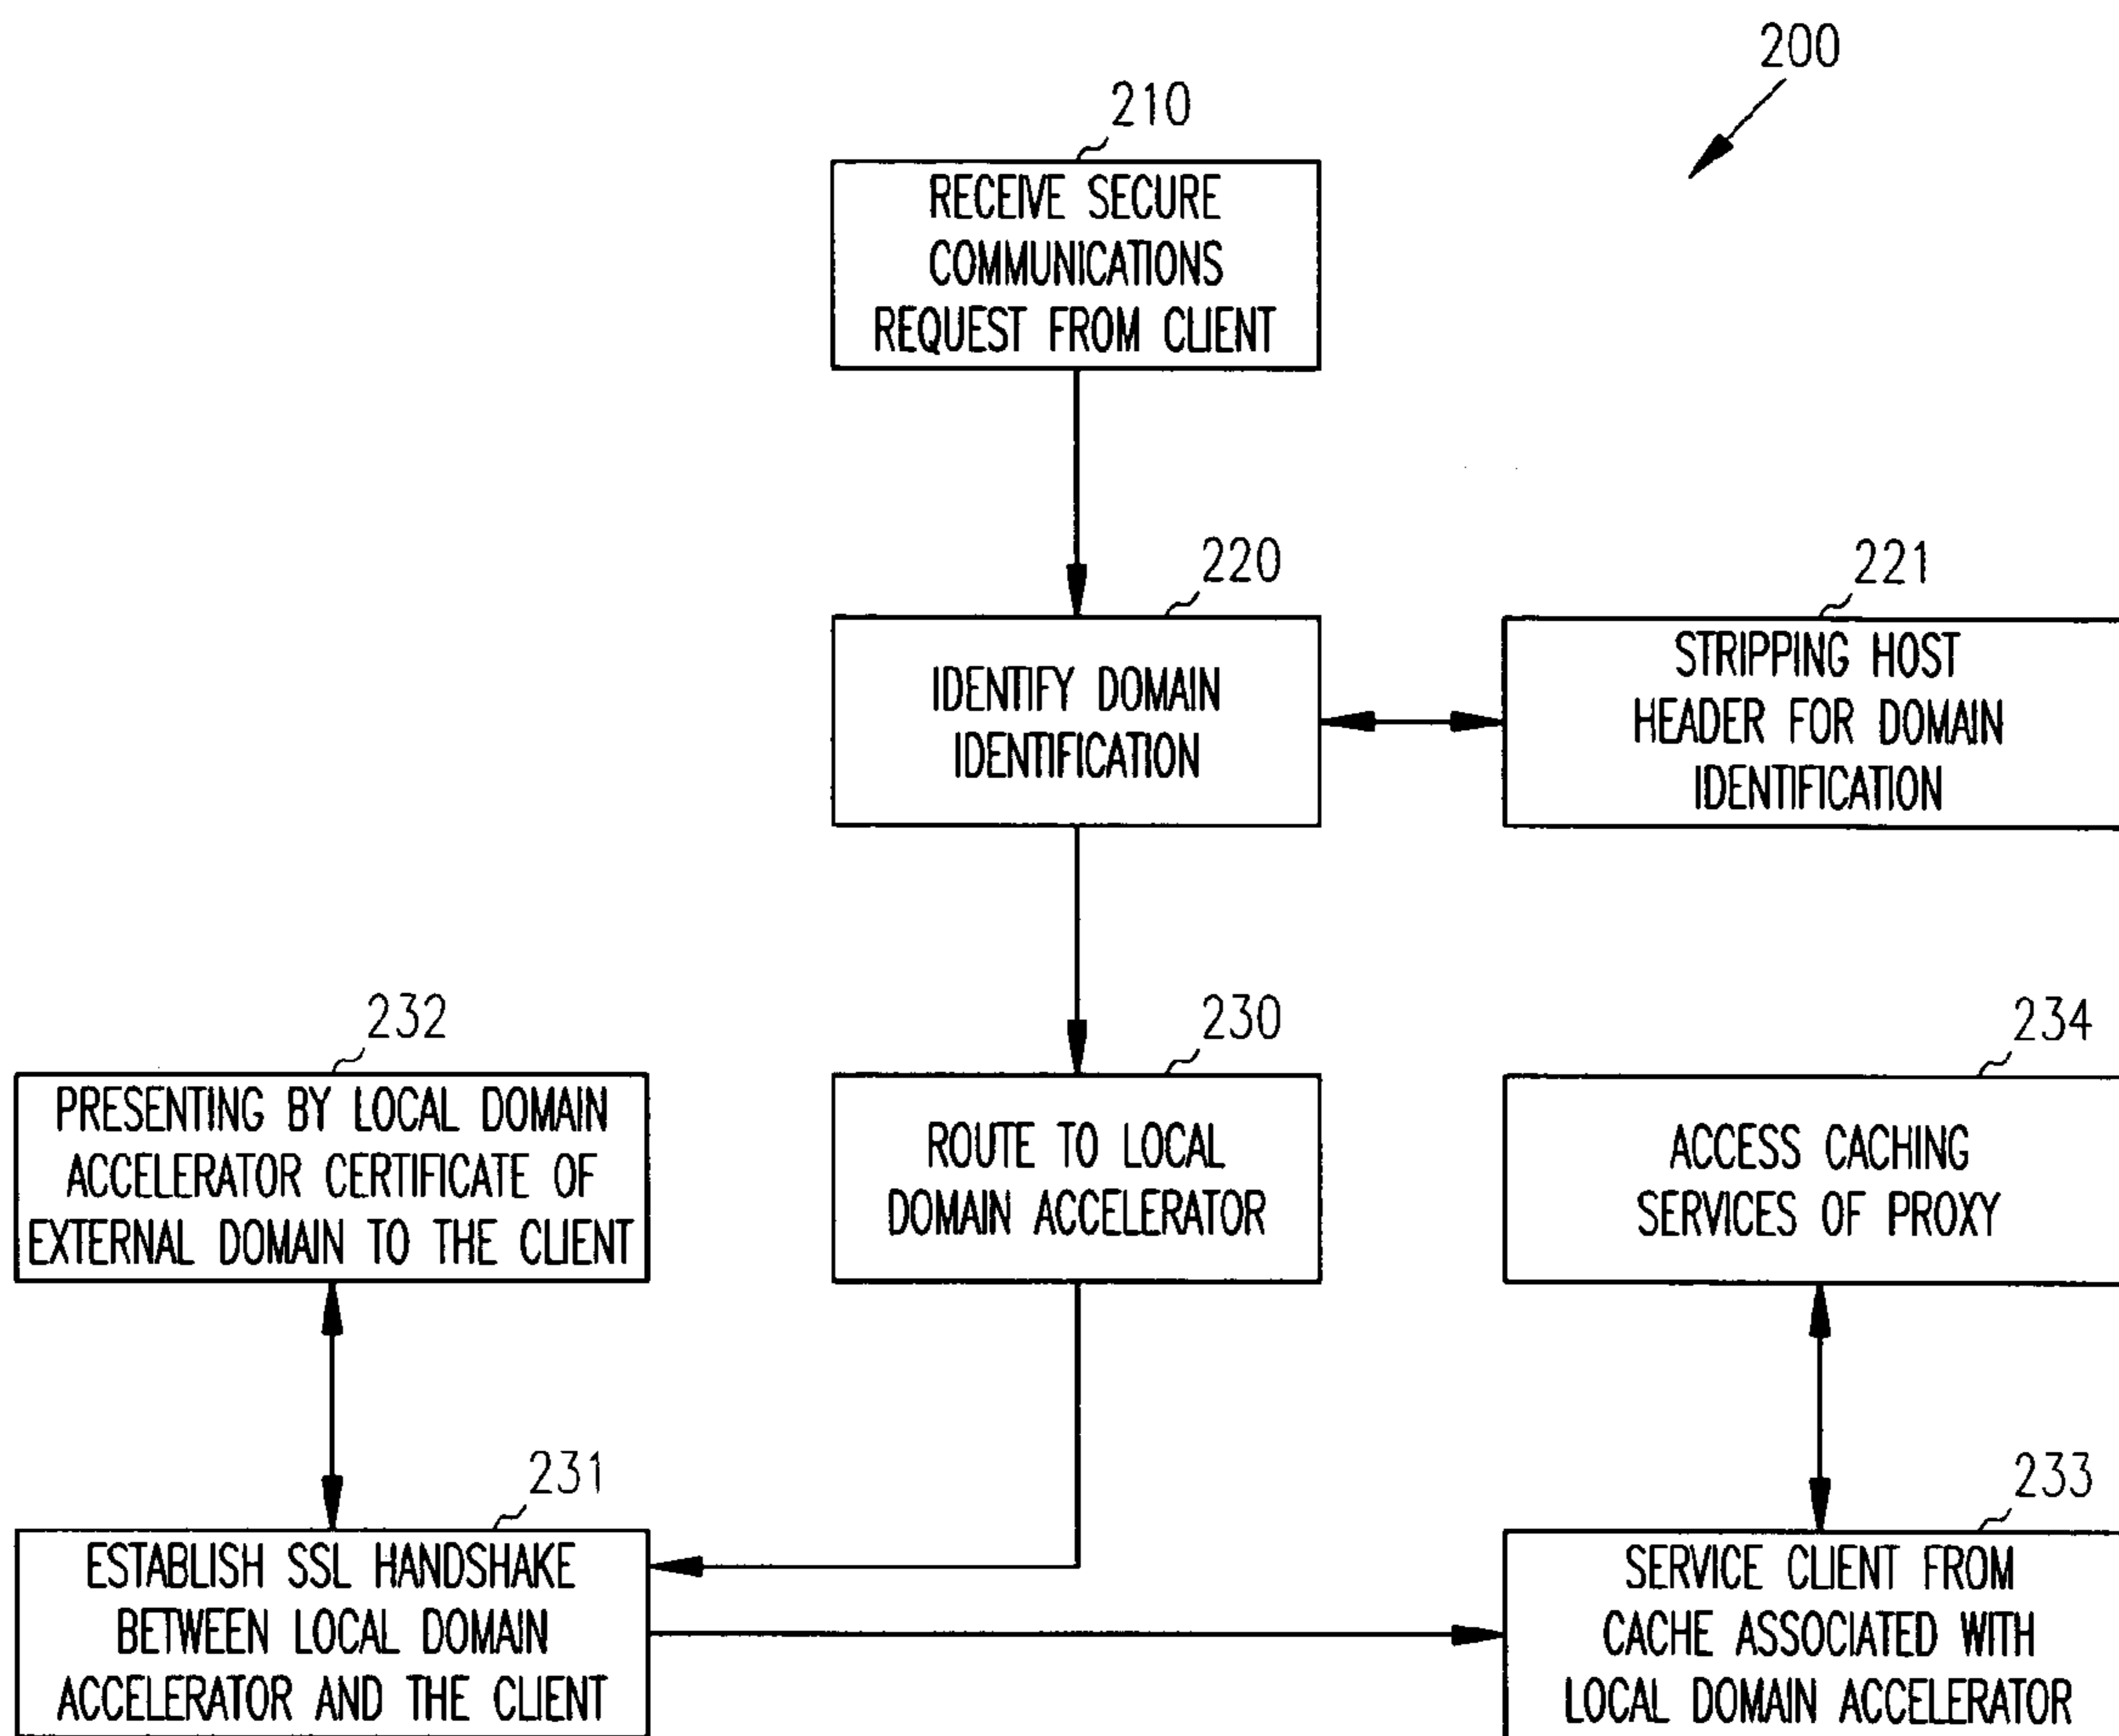 200
210
RECEIVE SECURE
COMMUNICATIONS
REQUEST FROM CLIENT
220
IDENTIFY DOMAIN
IDENTIFICATION
221
STRIPPING HOST
HEADER FOR DOMAIN
IDENTIFICATION
232
PRESENTING BY LOCAL DOMAIN
ACCELERATOR CERTIFICATE OF
EXTERNAL DOMAIN TO THE CLIENT
230
ROUTE TO LOCAL
DOMAIN ACCELERATOR
234
ACCESS CACHING
SERVICES OF PROXY
231
ESTABLISH SSL HANDSHAKE
BETWEEN LOCAL DOMAIN
ACCELERATOR AND THE CLIENT
233
SERVICE CLIENT FROM
CACHE ASSOCIATED WITH
LOCAL DOMAIN ACCELERATOR